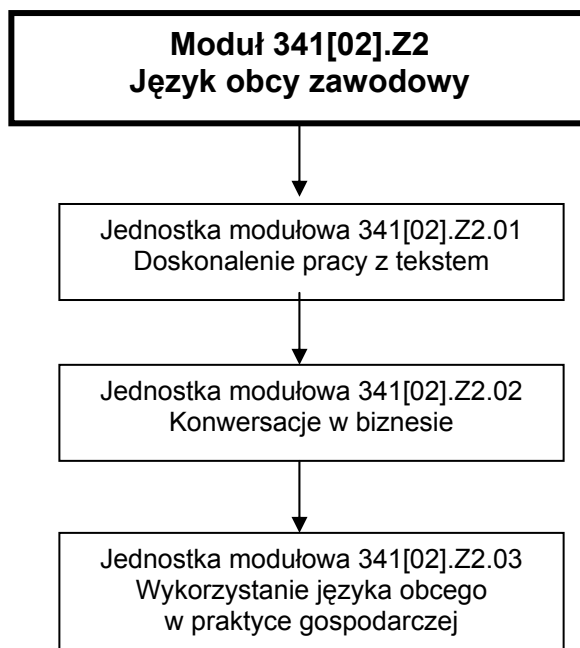 Moduł 341[02].Z2
Język obcy zawodowy
Jednostka modułowa 341[02].Z2.01
Doskonalenie pracy z tekstem
Jednostka modułowa 341[02].Z2.02
Konwersacje w biznesie
Jednostka modułowa 341[02].Z2.03
Wykorzystanie języka obcego
w praktyce gospodarczej